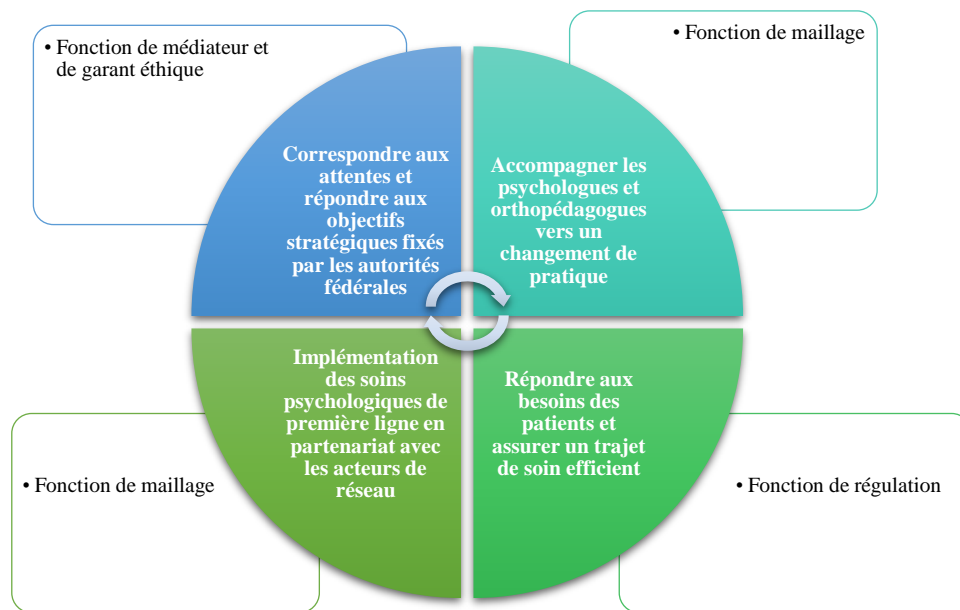 • Fonction de médiateur et
de garant éthique
• Fonction de maillage
Correspondre aux
attentes et
répondre aux
objectifs
stratégiques fixés
par les autorités
fédérales
Accompagner les
psychologues et
orthopédagogues
vers un
changement de
pratique
Implémentation
des soins
psychologiques de
première ligne en
partenariat avec
les acteurs de
réseau
Répondre aux
besoins des
patients et
assurer un trajet
de soin efficient
• Fonction de maillage
• Fonction de régulation